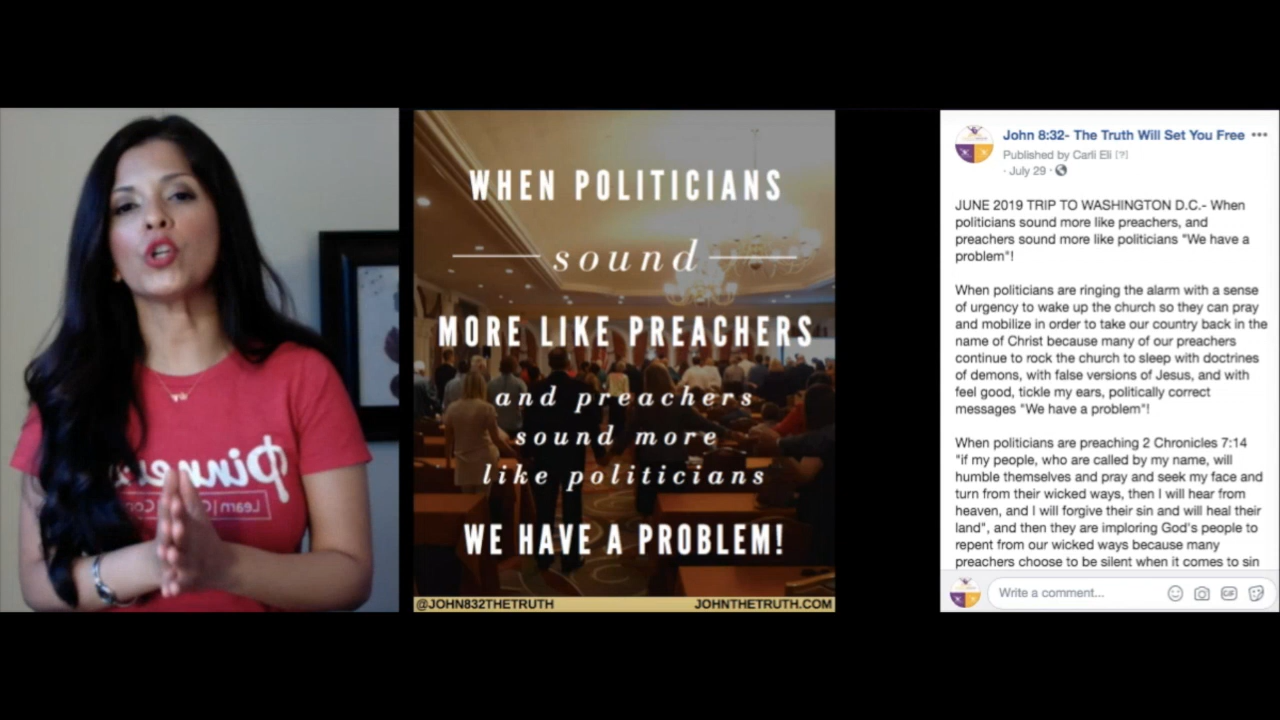 Pinner
Learn | C Con
WHEN POLITICIANS
sound
MORE LIKE PREACHERS
and preachers
sound more
like politicians
WE HAVE A PROBLEM!
@JOHN832THETRUTH JOHNTHETRUTH.COM
John 8:32- The Truth Will Set You Free
Published by Carli Eli [?]
· July 29 ·
JUNE 2019 TRIP TO WASHINGTON D.C.- When
politicians sound more like preachers, and
preachers sound more like politicians "We have a
problem"!
When politicians are ringing the alarm with a sense
of urgency to wake up the church so they can pray
and mobilize in order to take our country back in the
name of Christ because many of our preachers
continue to rock the church to sleep with doctrines
of demons, with false versions of Jesus, and with
feel good, tickle my ears, politically correct
messages "We have a problem"!
When politicians are preaching 2 Chronicles 7:14
"if my people, who are called by my name, will
humble themselves and pray and seek my face and
turn from their wicked ways, then I will hear from
heaven, and I will forgive their sin and will heal their
land", and then they are imploring God's people to
repent from our wicked ways because many
preachers choose to be silent when it comes to sin
Write a comment...
GIF